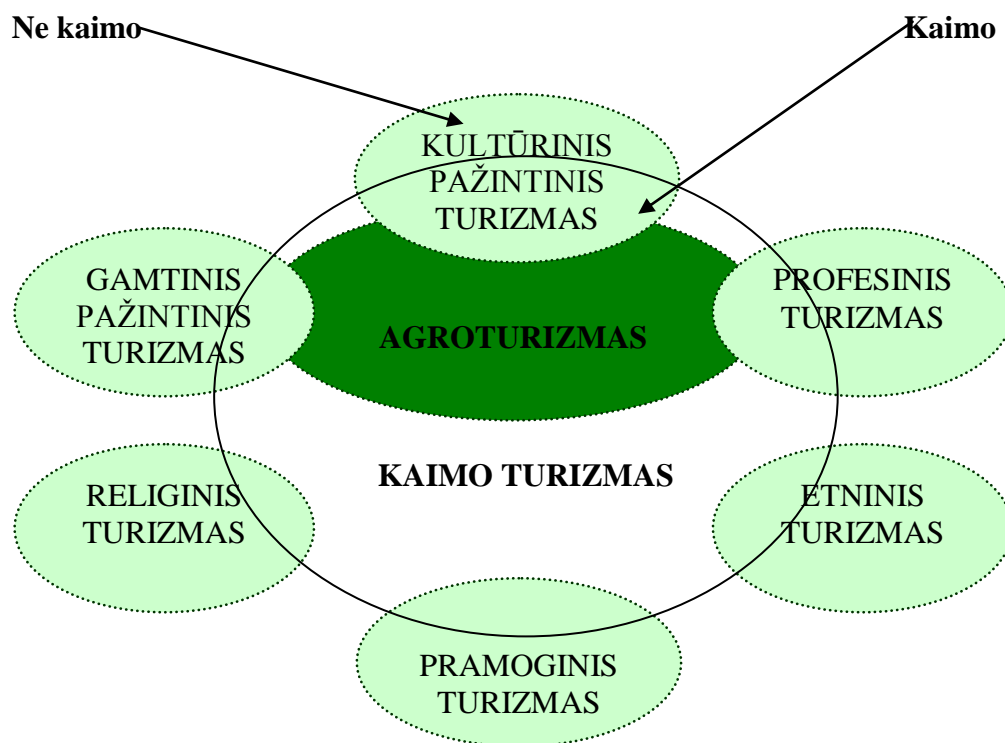 Ne kaimo
Kaimo
KULTŪRINIS
PAŽINTINIS
TURIZMAS
GAMTINIS
PAŽINTINIS
TURIZMAS
PROFESINIS
TURIZMAS
AGROTURIZMAS
KAIMO TURIZMAS
RELIGINIS
TURIZMAS
ETNINIS
TURIZMAS
PRAMOGINIS
TURIZMAS